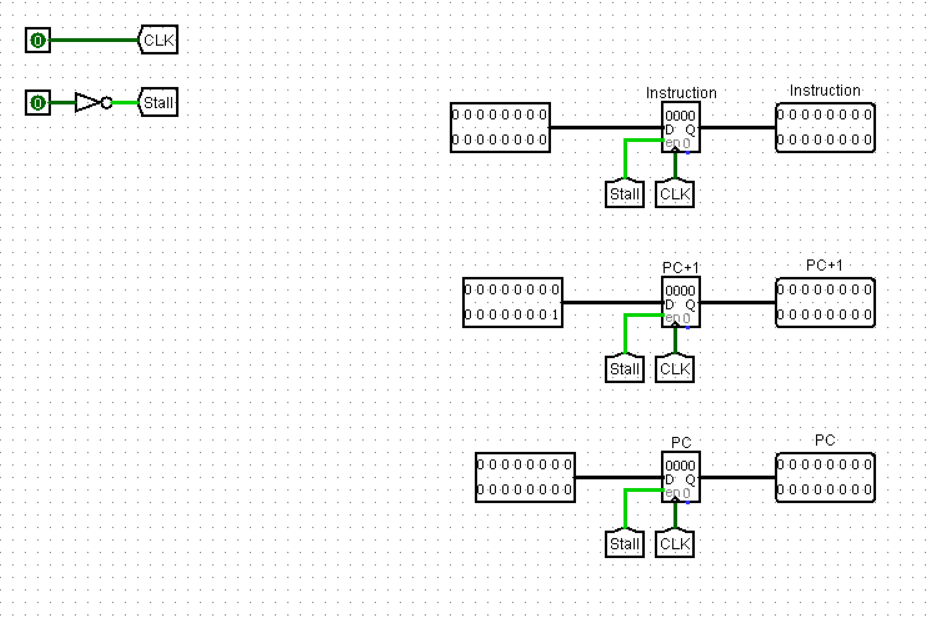 0 CLK
0 Stall
Instruction Instruction
0 0 0 0 0 0 0 0
0 0 0 0 0 0 0 0
0000
D Q
en 0
0 0 0 0 0 0 0 0
0 0 0 0 0 0 0 0
Stall CLK
PC+1 PC+1
0 0 0 0 0 0 0 0
0 0 0 0 0 0 0 1
0000
D Q
en 0
0 0 0 0 0 0 0 0
0 0 0 0 0 0 0 0
Stall CLK
PC PC
0 0 0 0 0 0 0 0
0 0 0 0 0 0 0 0
0000
D Q
en 0
0 0 0 0 0 0 0 0
0 0 0 0 0 0 0 0
Stall CLK